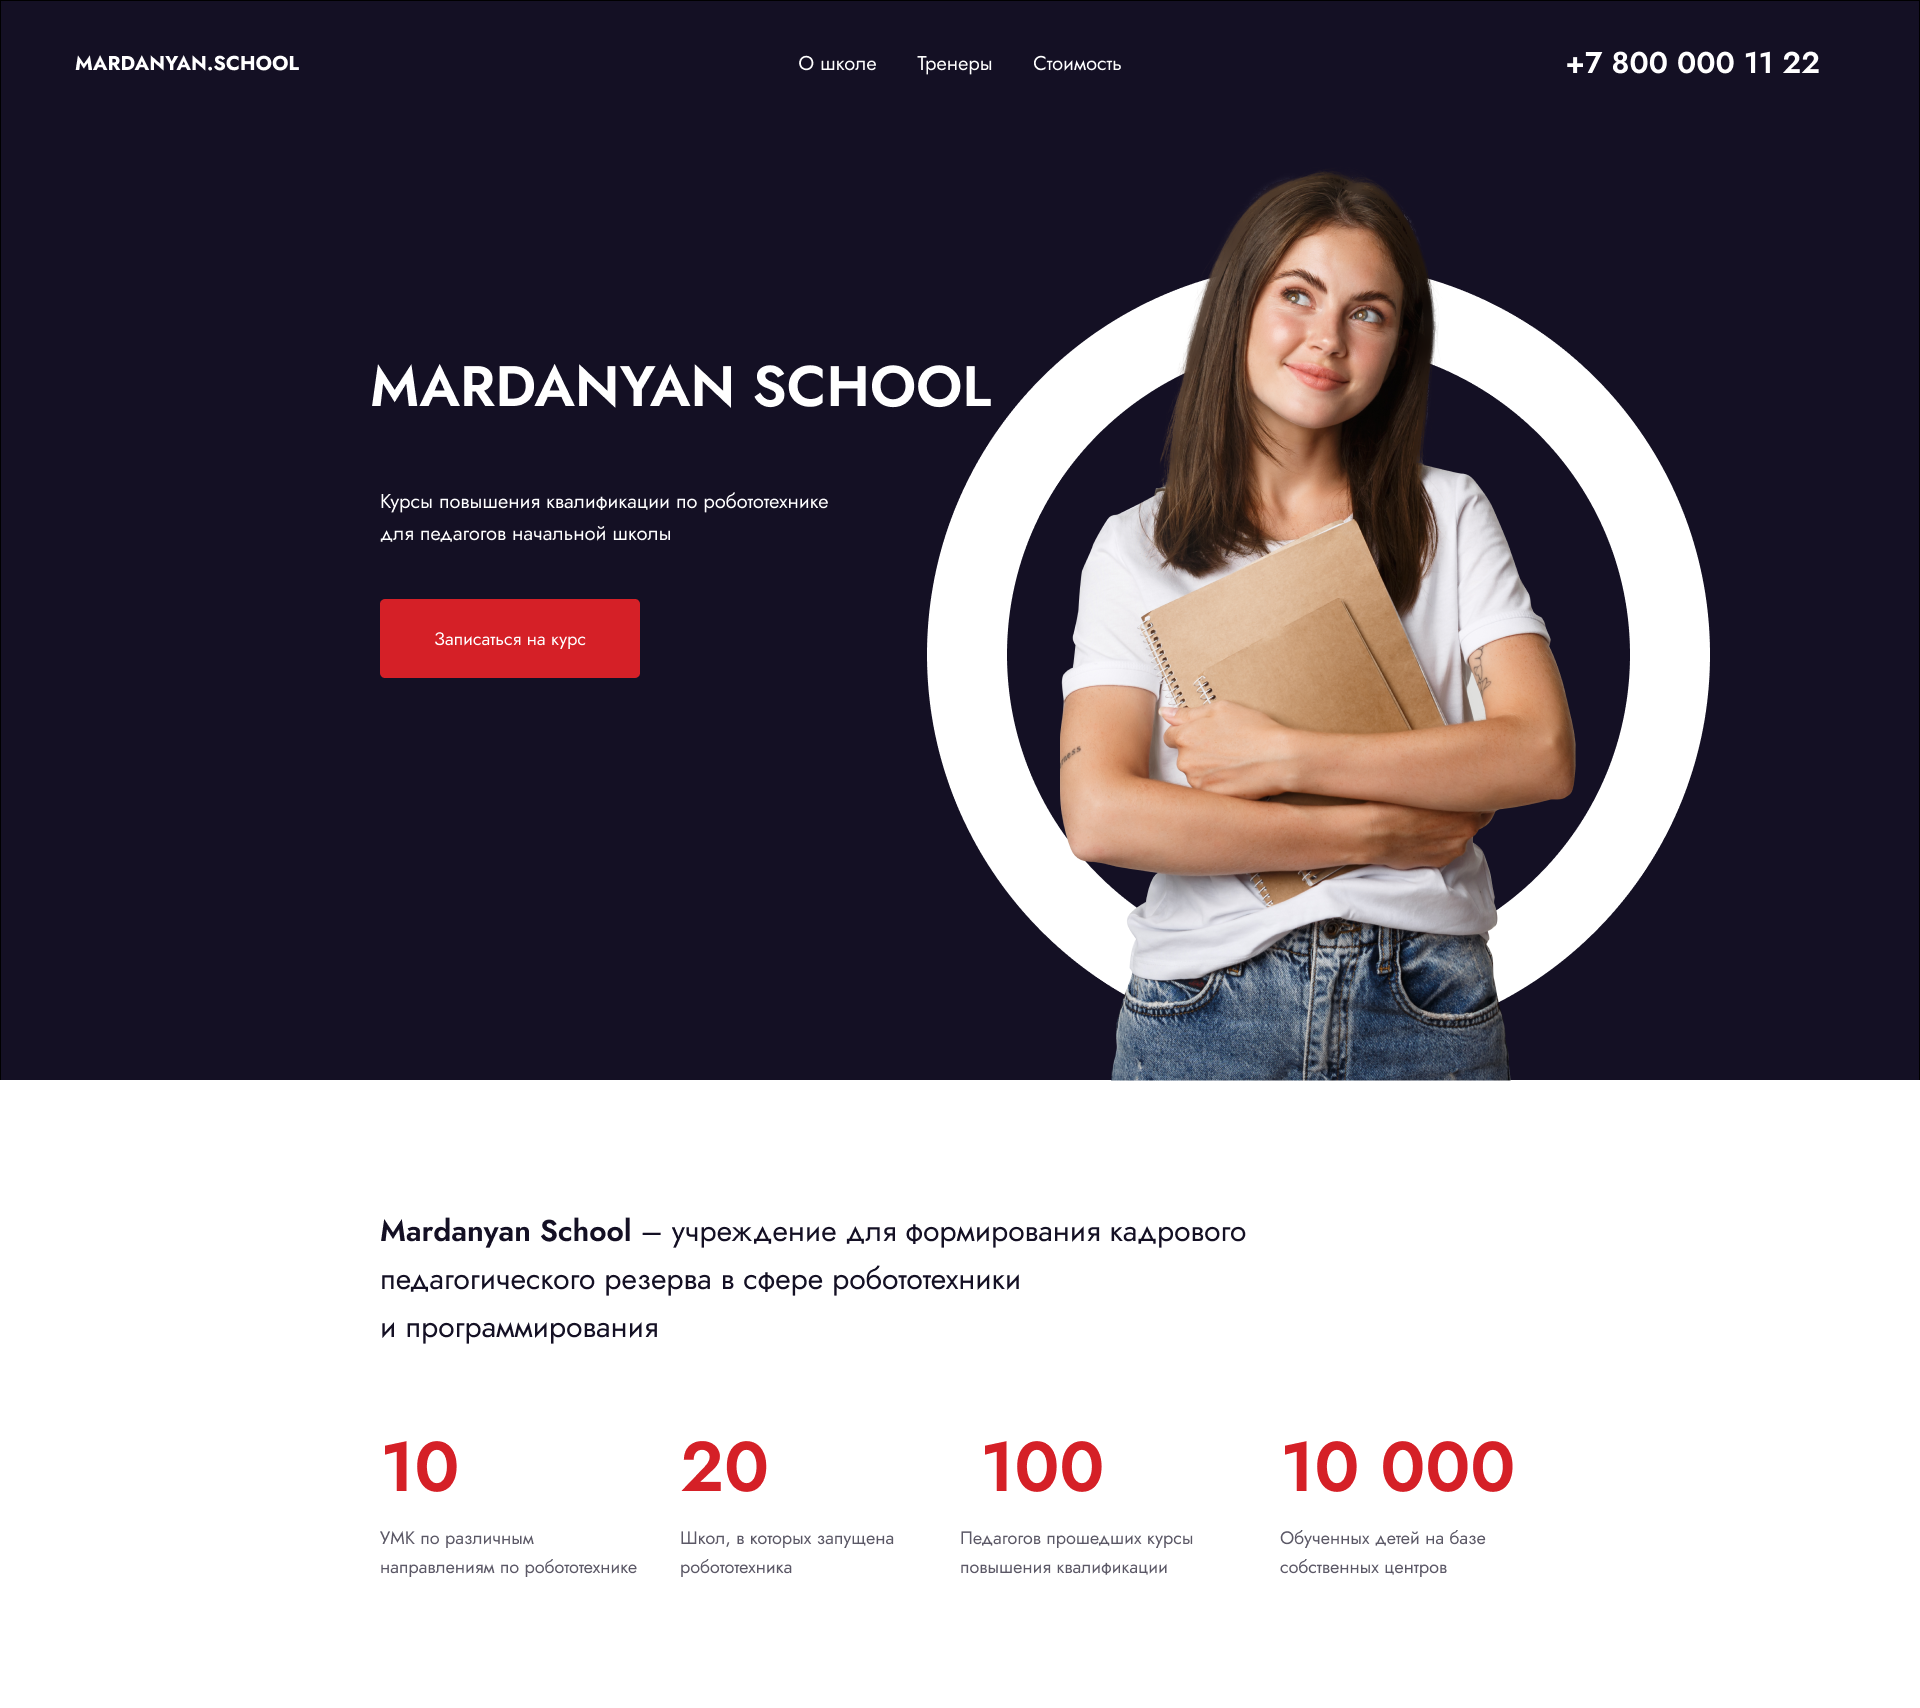 MARDANYAN.SCHOOL
О школе
Тренеры
Стоимость
+7 800 000 11 22
MARDANYAN SCHOOL
Курсы повышения квалификации по робототехнике
для педагогов начальной школы
Записаться на курс
Mardanyan School – учреждение для формирования кадрового
педагогического резерва в сфере робототехники
и программирования
10
УМК по различным
направлениям по робототехнике
20
Школ, в которых запущена
робототехника
100
Педагогов прошедших курсы
повышения квалификации
10 000
Обученных детей на базе
собственных центров